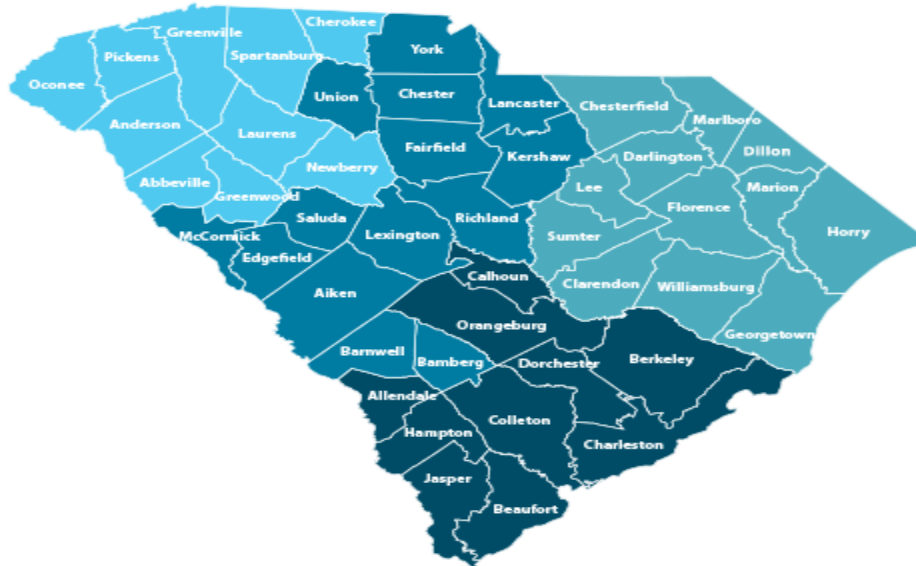 Cherokee
Greenville
York
Pickens
Spartanburg
Oconee
Union
Chester
Lancaster
Chesterfield
Marlboro
Anderson
Laurens
Fairfield
Kershaw
Darlington
Dillon
Newberry
Abbeville
Greenwood
Lee
Marion
Saluda
Richland
Florence
McCormick
Lexington
Sumter
Horry
Edgefield
Calhoun
Clarendon
Williamsburg
Aiken
Orangeburg
Georgetown
Barnwell
Bamberg
Dorchester
Berkeley
Allendale
Colleton
Hampton
Charleston
Jasper
Beaufort